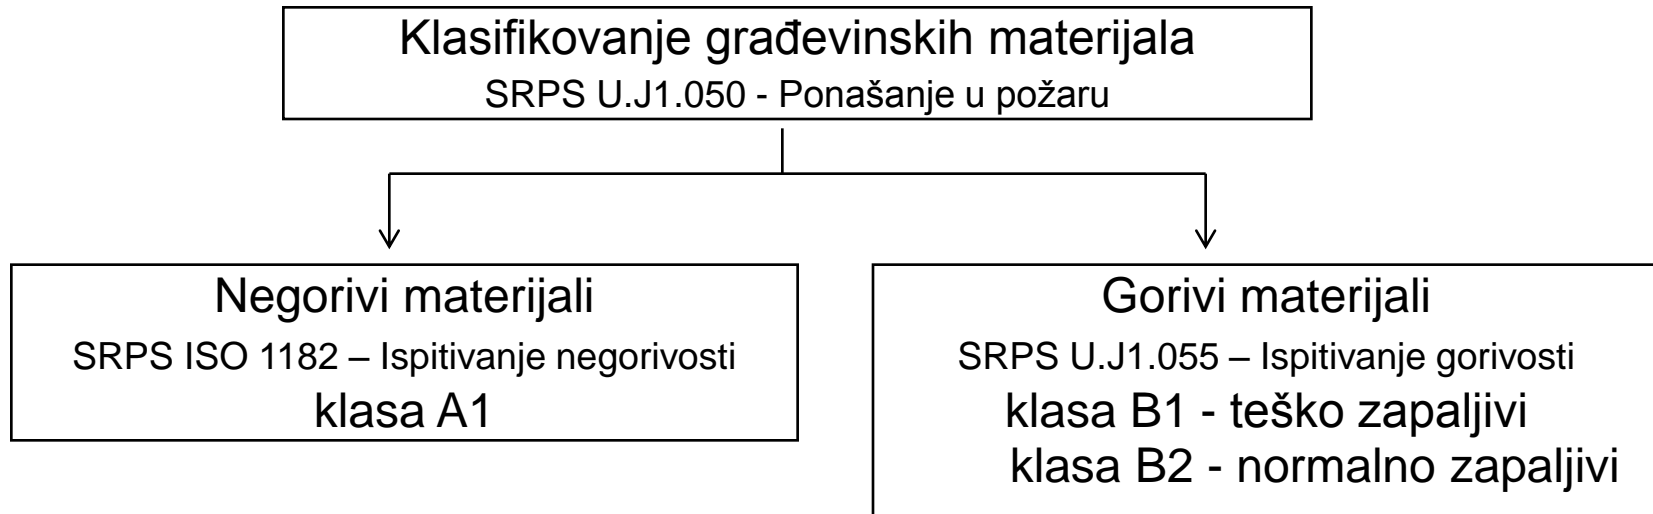 Klasifikovanje građevinskih materijala
SRPS U.J1.050 - Ponašanje u požaru
Negorivi materijali
SRPS ISO 1182 – Ispitivanje negorivosti
klasa A1
Gorivi materijali
SRPS U.J1.055 – Ispitivanje gorivosti
klasa B1 - teško zapaljivi
klasa B2 - normalno zapaljivi